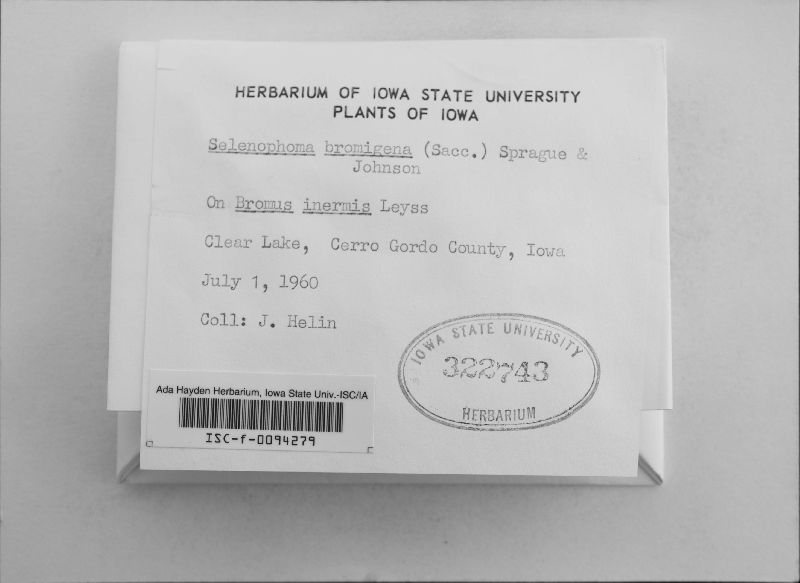 HERBARIUM OF IOWA STATE UNIVERSITY
PLANTS OF IOWA
Selenophoma bromigena (Sacc.) Sprague &
Johnson
On Bromus inermis Leyss
Clear Lake, Cerro Gordo County, Iowa
July 1, 1960
Coll: J. Helin
IOWA STATE UNIVERSITY
322743
HERBARIUM
Ada Hayden Herbarium, Iowa State Univ.-ISC/IA
ISC-f-0094279